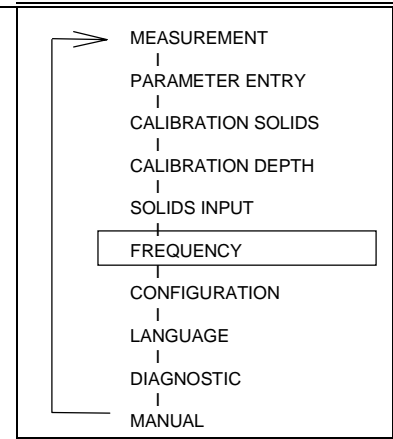 MEASUREMENT
PARAMETER ENTRY
CALIBRATION SOLIDS
CALIBRATION DEPTH
SOLIDS INPUT
FREQUENCY
CONFIGURATION
LANGUAGE
DIAGNOSTIC
MANUAL